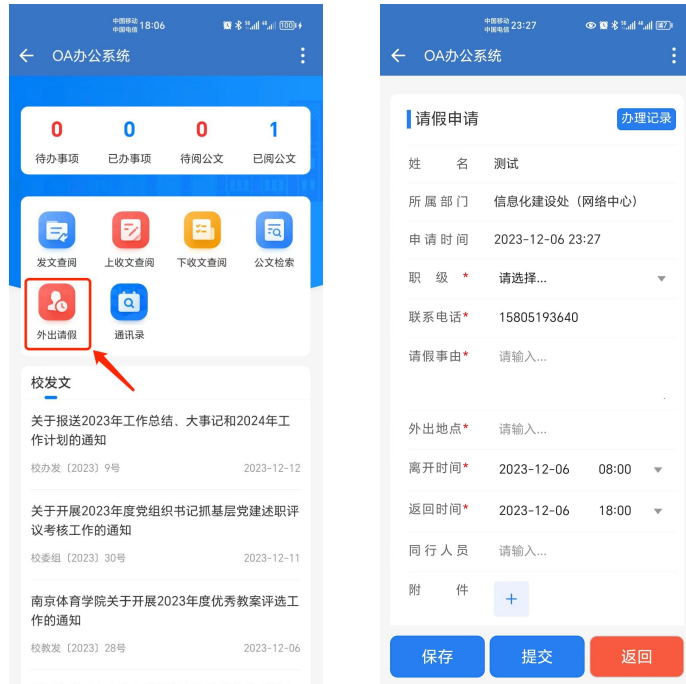 中国移动
中国电信 18:06
100
OA办公系统
0 0 0 1
待办事项 已办事项 待阅公文 已阅公文
发文查阅 上收文查阅 下收文查阅 公文检索
外出请假 通讯录
校发文
关于报送2023年工作总结、大事记和2024年工
作计划的通知
校办发〔2023〕9号 2023-12-12
关于开展2023年度党组织书记抓基层党建述职评
议考核工作的通知
校委组〔2023〕30号 2023-12-11
南京体育学院关于开展2023年度优秀教案评选工
作的通知
校教发〔2023〕28号 2023-12-06
中国移动
中国电信 23:27
47
OA办公系统
请假申请 办理记录
姓 名 测试
所属部门 信息化建设处（网络中心）
申请时间 2023-12-06 23:27
职 级 * 请选择...
联系电话* 15805193640
请假事由* 请输入...
外出地点* 请输入...
离开时间* 2023-12-06 08:00
返回时间* 2023-12-06 18:00
同行人员 请输入...
附 件 +
保存 提交 返回